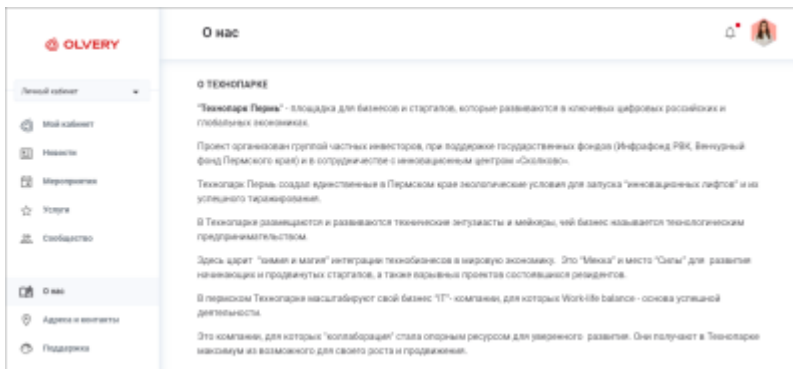 OLVERY
О нас
Личный кабинет
Мой кабинет
Новости
Мероприятия
Услуги
Сообщество
О нас
Адреса и контакты
Поддержка
О ТЕХНОПАРКЕ
"Технопарк Пермь" - площадка для бизнесов и стартапов, которые развиваются в ключевых цифровых российских и
глобальных экономиках.
Проект организован группой частных инвесторов, при поддержке государственных фондов (Инфрафонд РВК, Венчурный
фонд Пермского края) и в сотрудничестве с инновационным центром «Сколково».
Технопарк Пермь создал единственные в Пермском крае экологические условия для запуска "инновационных лифтов" и их
успешного тиражирования.
В Технопарке размещаются и развиваются технические энтузиасты и мейкеры, чей бизнес называется технологическим
предпринимательством.
Здесь царит "химия и магия" интеграции технобизнесов в мировую экономику. Это "Мекка" и место "Силы" для развития
начинающих и продвинутых стартапов, а также взрывных проектов состоявшихся резидентов.
В пермском Технопарке масштабируют свой бизнес "IT"- компании, для которых Work-life balance - основа успешной
деятельности.
Это компании, для которых "коллаборация" стала опорным ресурсом для уверенного развития. Они получают в Технопарке
максимум из возможного для своего роста и продвижения.